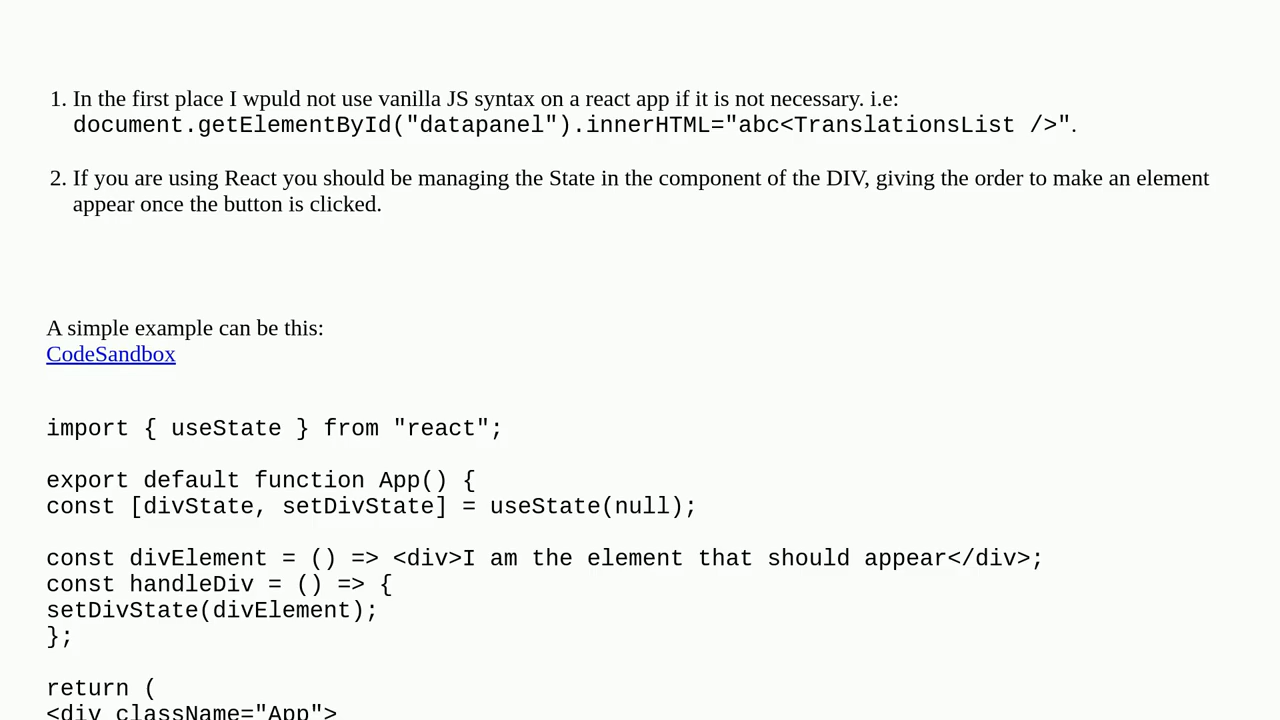 1. In the first place I wpuld not use vanilla JS syntax on a react app if it is not necessary. i.e:
document.getElementById("datapanel").innerHTML="abc<TranslationsList />".
2. If you are using React you should be managing the State in the component of the DIV, giving the order to make an element
appear once the button is clicked.
A simple example can be this:
CodeSandbox
import { useState } from "react";
export default function App() {
const [divState, setDivState] = useState(null);
const divElement = () => <div>I am the element that should appear</div>;
const handleDiv = () => {
setDivState(divElement);
};
return (
<div className="App">